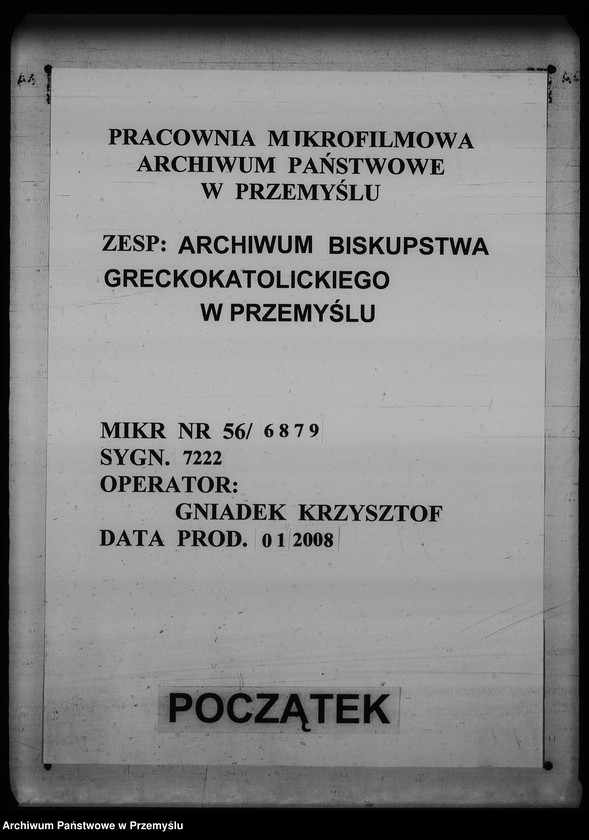 PRACOWNIA MIKROFILMOWA
ARCHIWUM PAŃSTWOWE
W PRZEMYŚLU
ZESP: ARCHIWUM BISKUPSTWA
GRECKOKATOLICKIEGO
W PRZEMYŚLU
MIKR NR 56/ 6879
SYGN. 7222
OPERATOR:
GNIADEK KRZYSZTOF
DATA PROD. 01 2008
POCZĄTEK
Archiwum Państwowe w Przemyślu